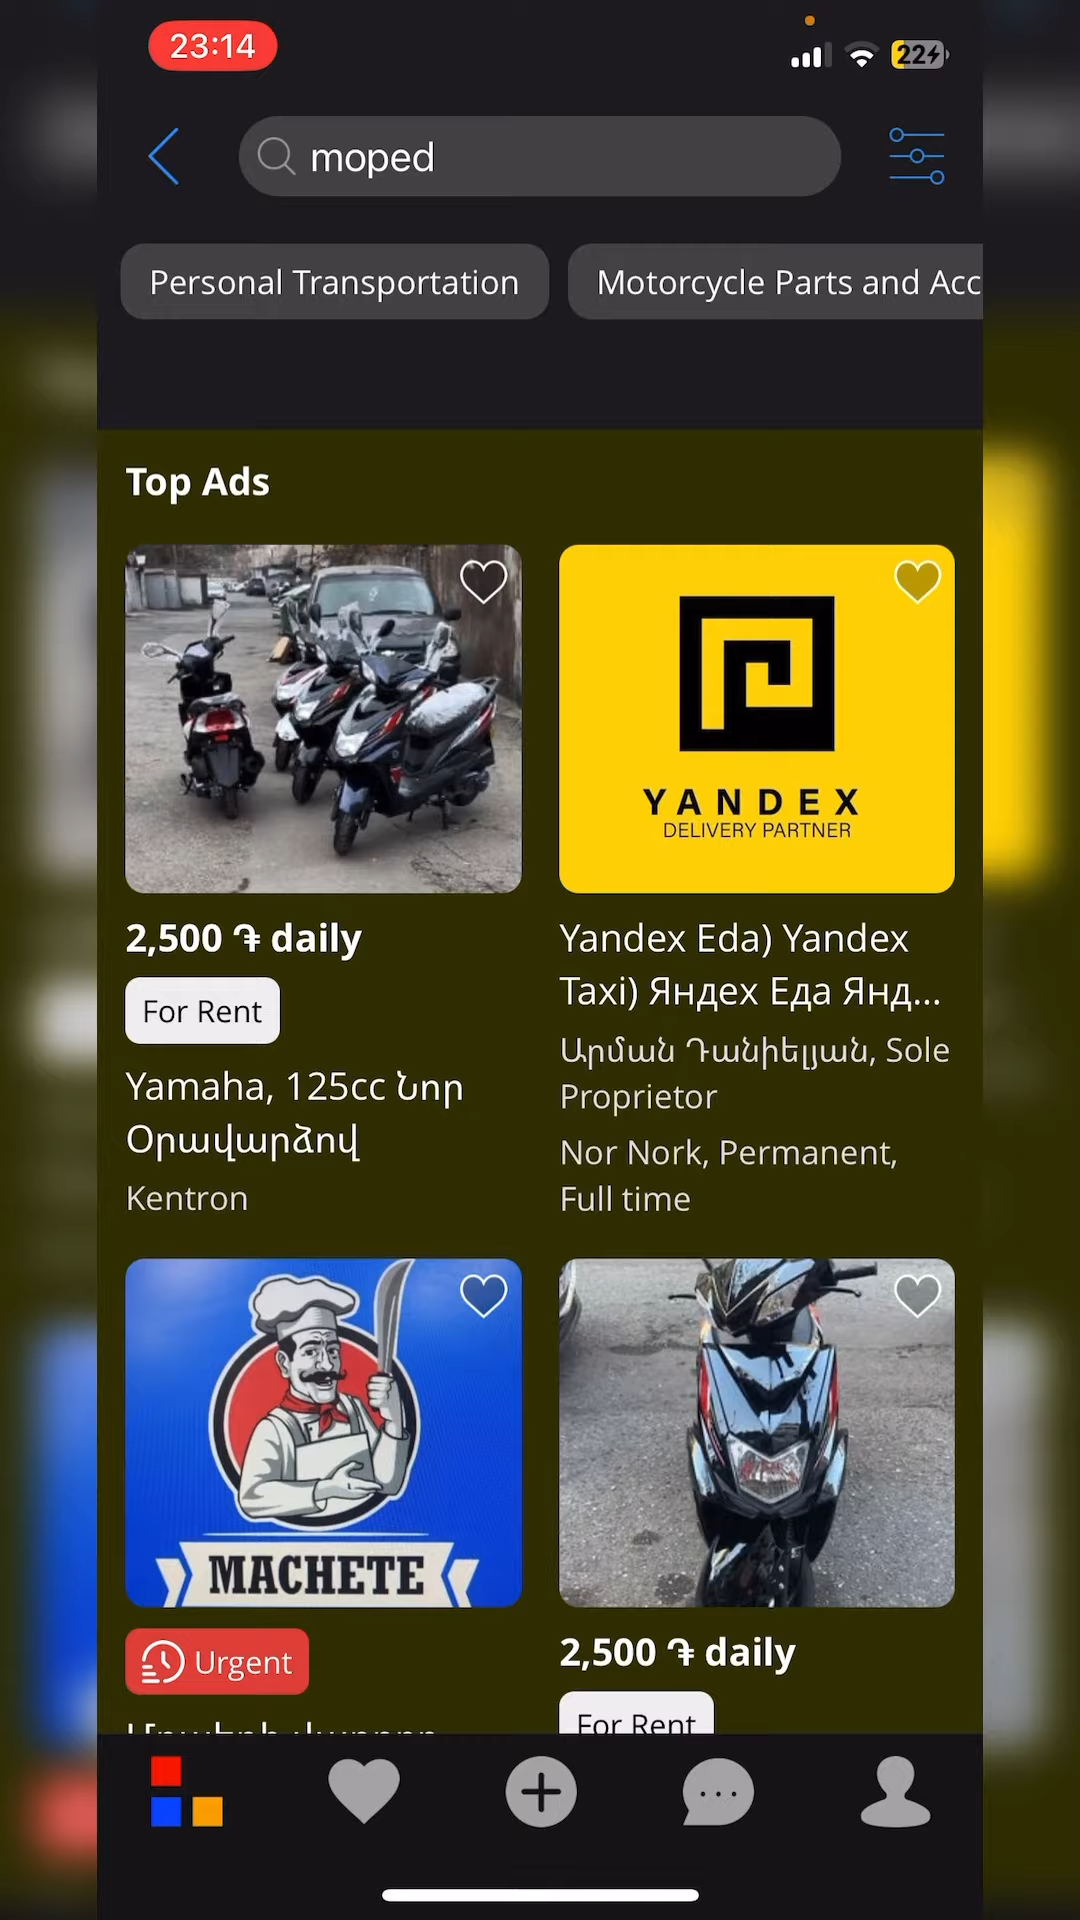 23:14
22
moped
Personal Transportation
Motorcycle Parts and Acc
Top Ads
YANDEX
DELIVERY PARTNER
2,500 ֏ daily
For Rent
Yamaha, 125cc Նոր
Օրավարձով
Kentron
Yandex Eda) Yandex
Taxi) Яндекс Еда Янд...
Արման Դանիելյան, Sole
Proprietor
Nor Nork, Permanent,
Full time
MACHETE
Urgent
2,500 ֏ daily
For Rent